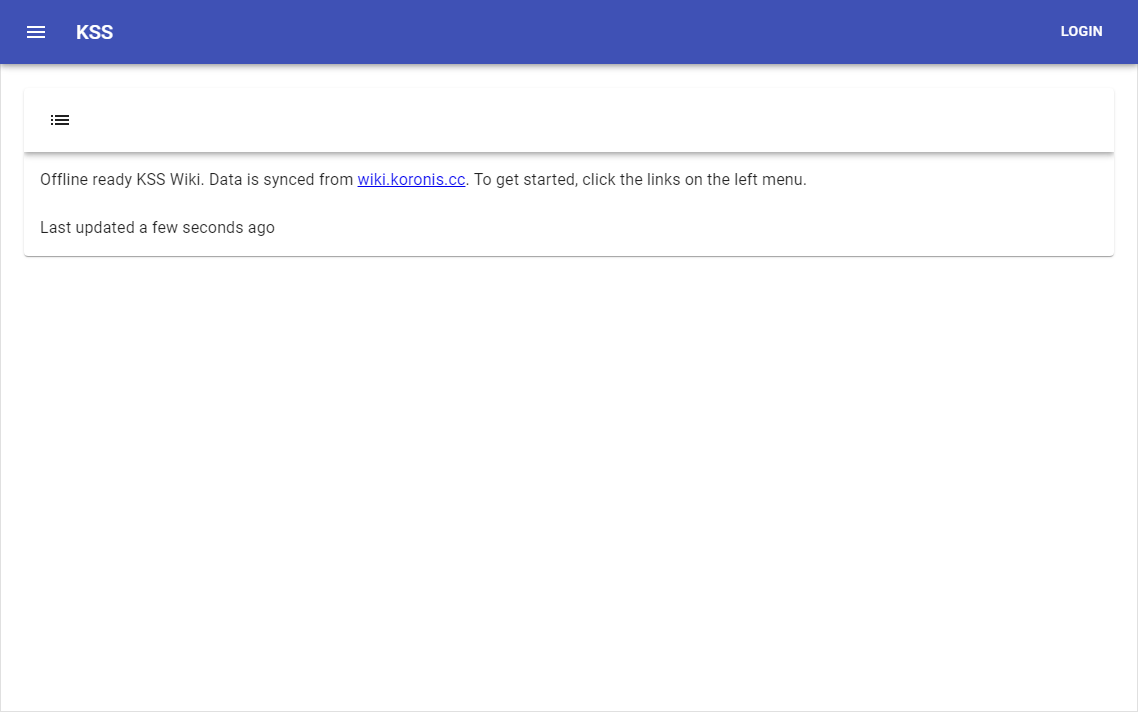 KSS
LOGIN
Offline ready KSS Wiki. Data is synced from wiki.koronis.cc. To get started, click the links on the left menu.
Last updated a few seconds ago